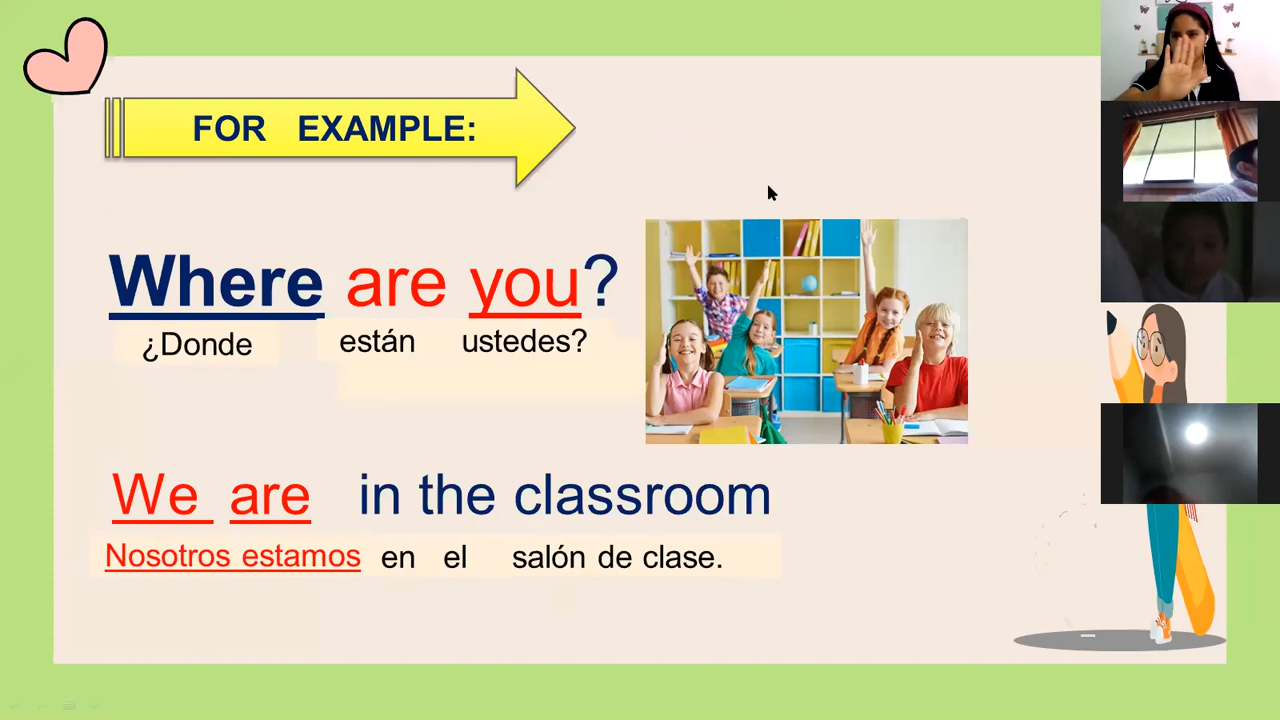 FOR EXAMPLE:
Where are you?
¿Donde están ustedes?
We are in the classroom
Nosotros estamos en el salón de clase.